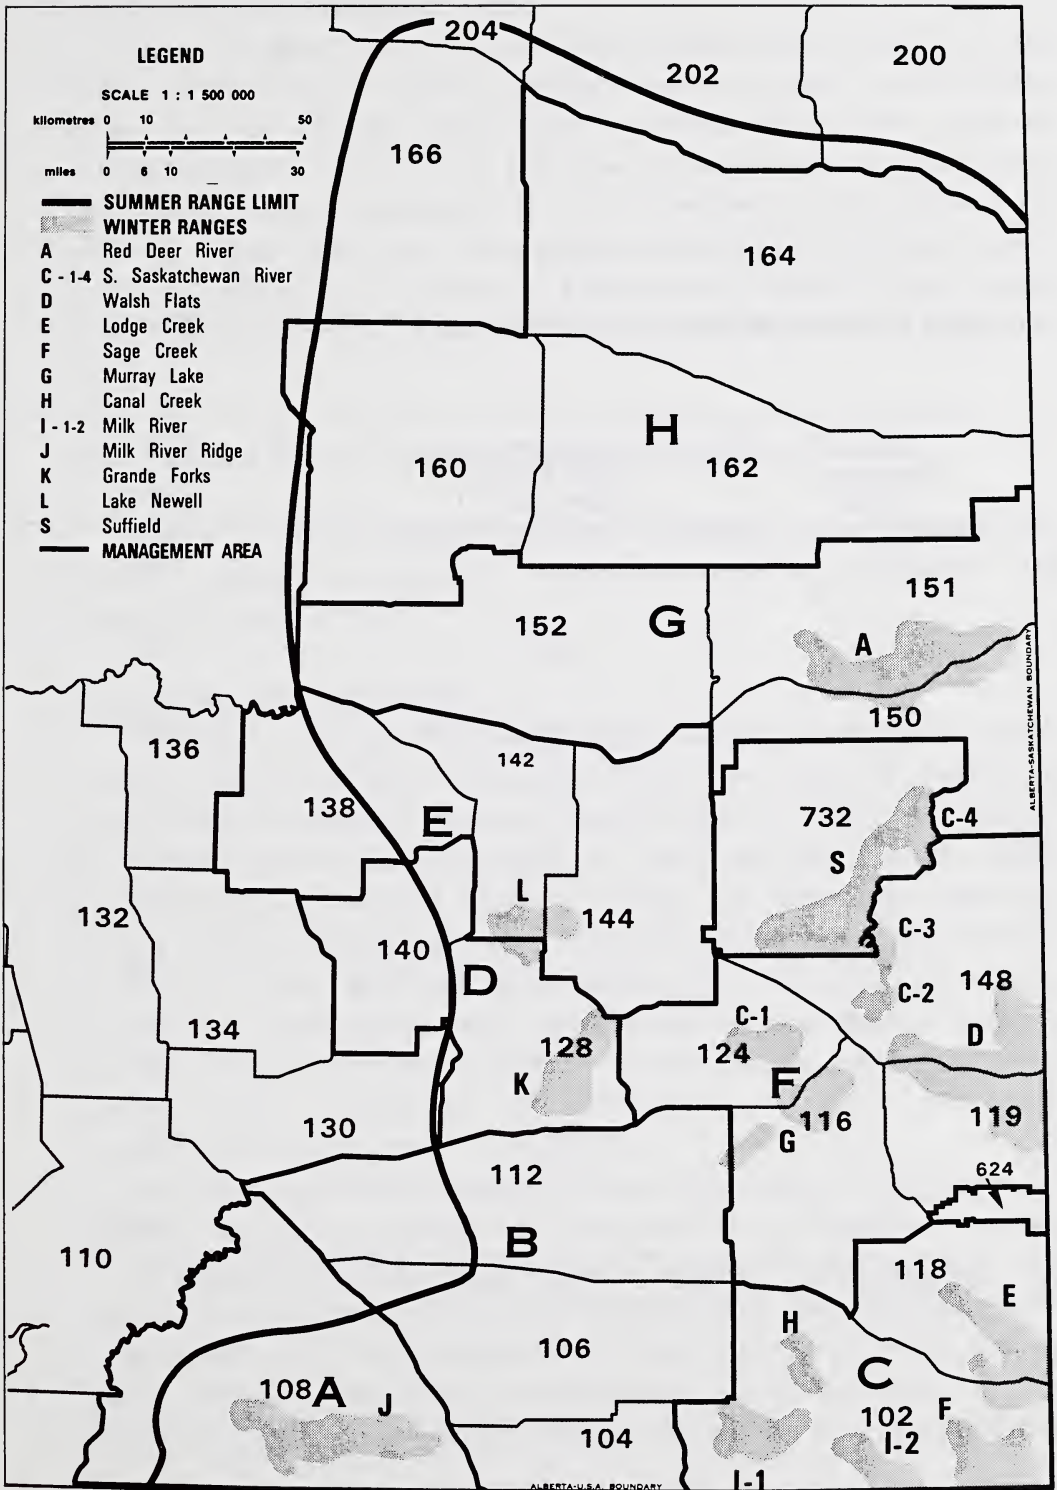 LEGEND
SCALE 1 : 1 500 000
kilometres 0 10 50
miles 0 6 10 30
SUMMER RANGE LIMIT
WINTER RANGES
A Red Deer River
C - 1-4 S. Saskatchewan River
D Walsh Flats
E Lodge Creek
F Sage Creek
G Murray Lake
H Canal Creek
I - 1-2 Milk River
J Milk River Ridge
K Grande Forks
L Lake Newell
S Suffield
MANAGEMENT AREA
204
202
200
166
164
H
160
162
151
152
G
A
ALBERTA-SASKATCHEWAN BOUNDARY
150
136
142
138
E
732
C-4
S
L
132
144
C-3
140
D
C-2
148
134
C-1
D
128
124
K
F
130
116
119
G
112
624
B
110
118
E
H
106
C
108
A
J
102
F
104
I-2
I-1
ALBERTA-U.S.A. BOUNDARY